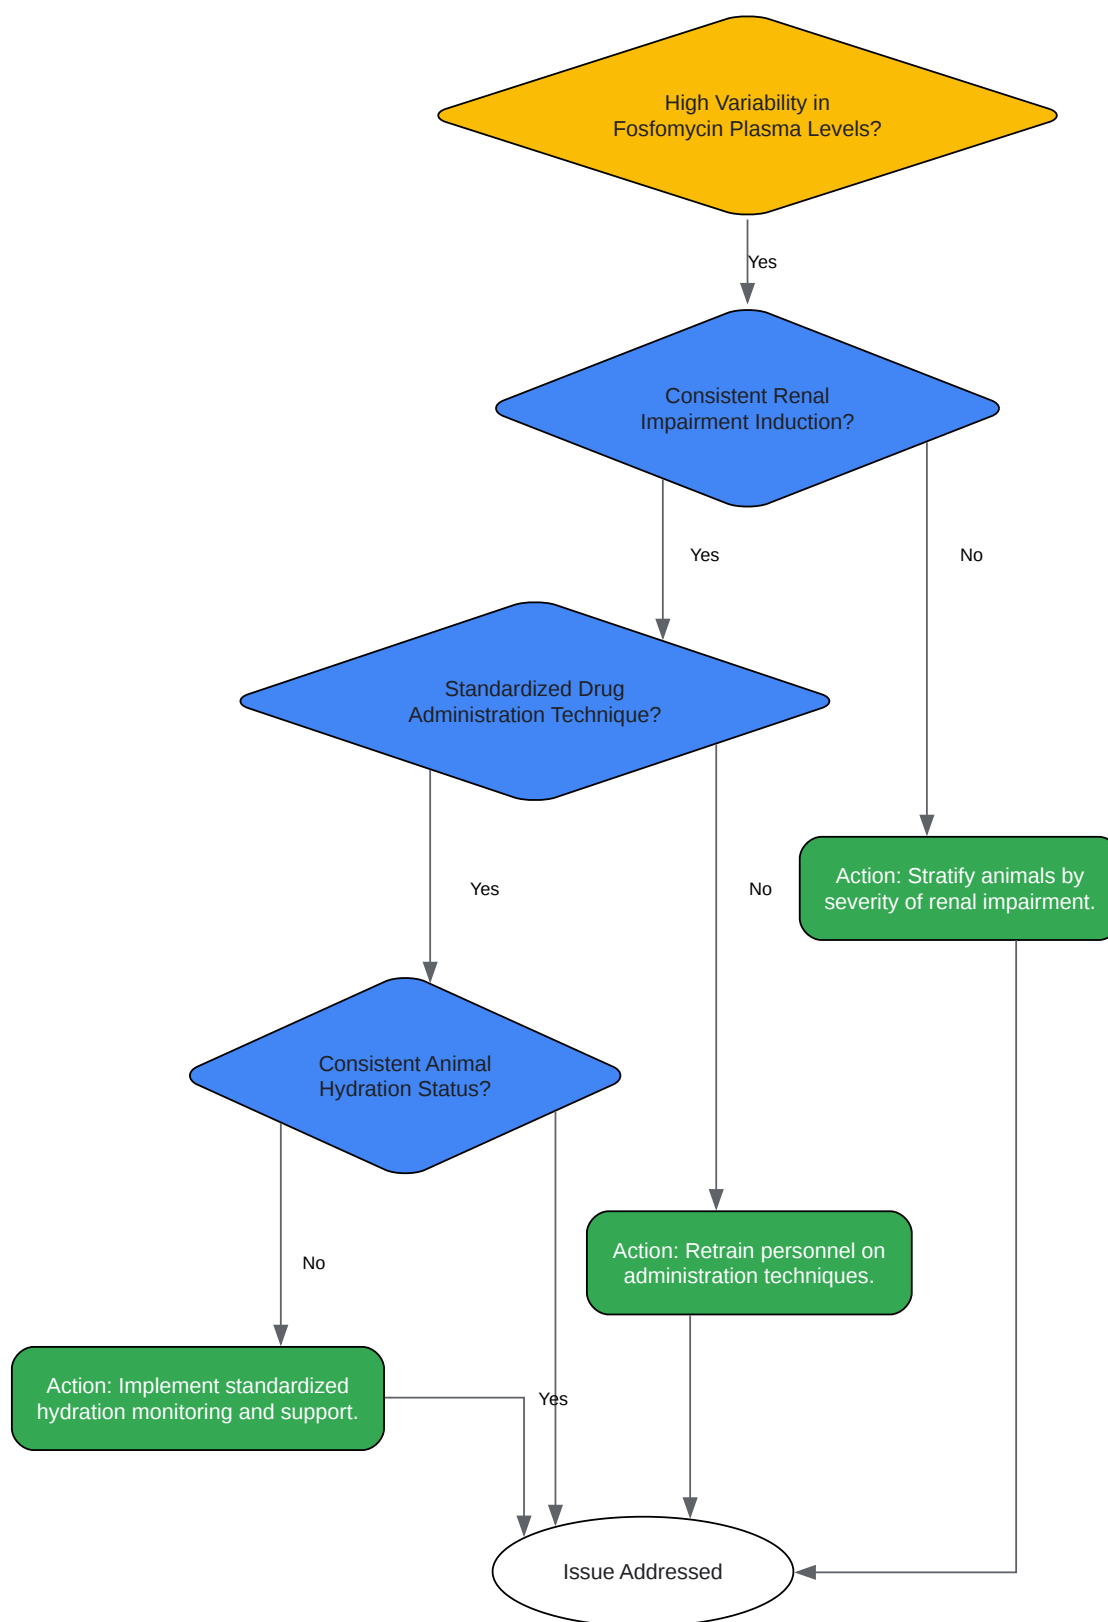 High Variability in
Fosfomycin Plasma Levels?
Yes
Consistent Renal
Impairment Induction?
Yes
No
Standardized Drug
Administration Technique?
Yes
No
Action: Stratify animals by
severity of renal impairment.
Consistent Animal
Hydration Status?
No
Action: Retrain personnel on
administration techniques.
Action: Implement standardized
hydration monitoring and support.
Yes
Issue Addressed